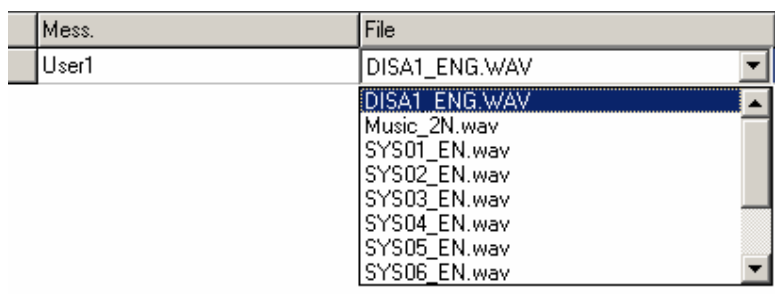 Mess. File
User1 DISA1_ENG.WAV
DISA1_ENG.WAV
Music_2N.wav
SYS01_EN.wav
SYS02_EN.wav
SYS03_EN.wav
SYS04_EN.wav
SYS05_EN.wav
SYS06_EN.wav